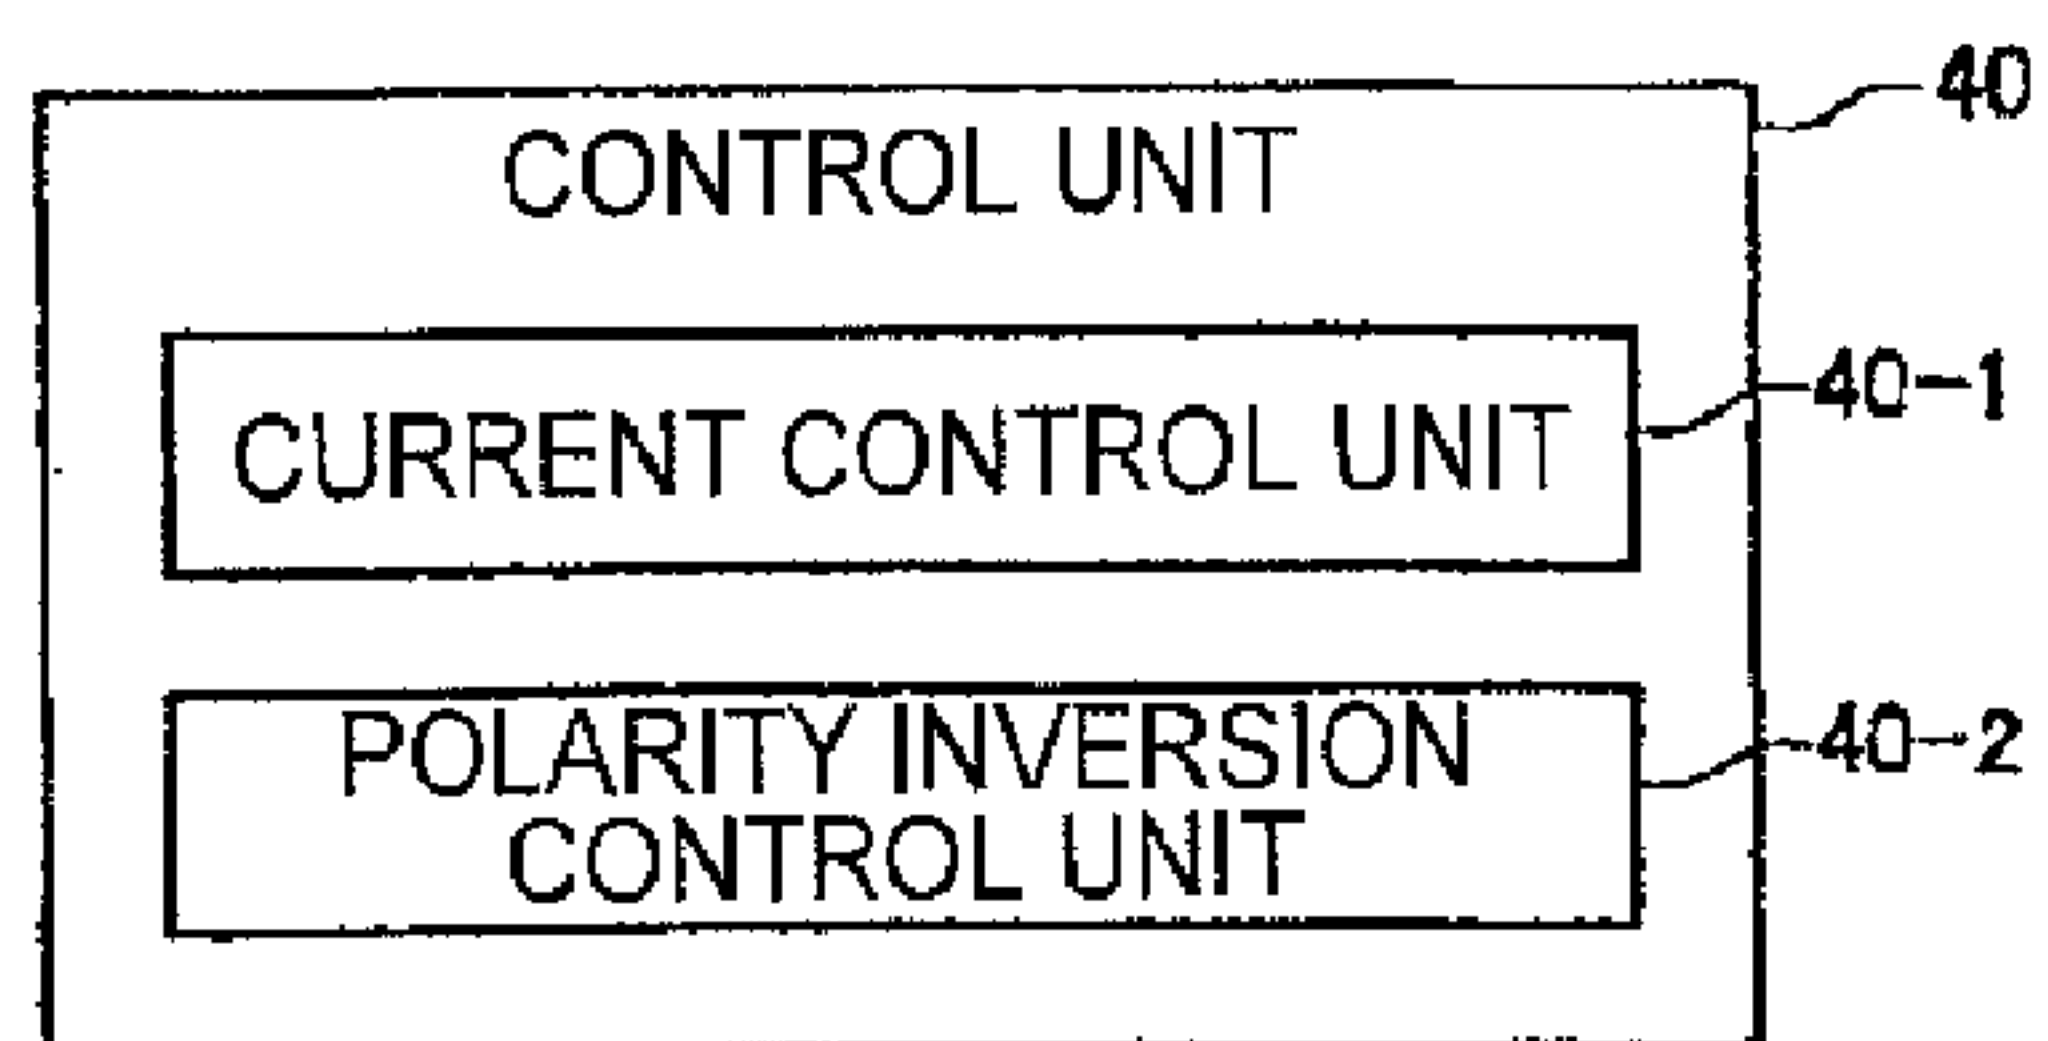 40
CONTROL UNIT
40-1
CURRENT CONTROL UNIT
40-2
POLARITY INVERSION
CONTROL UNIT